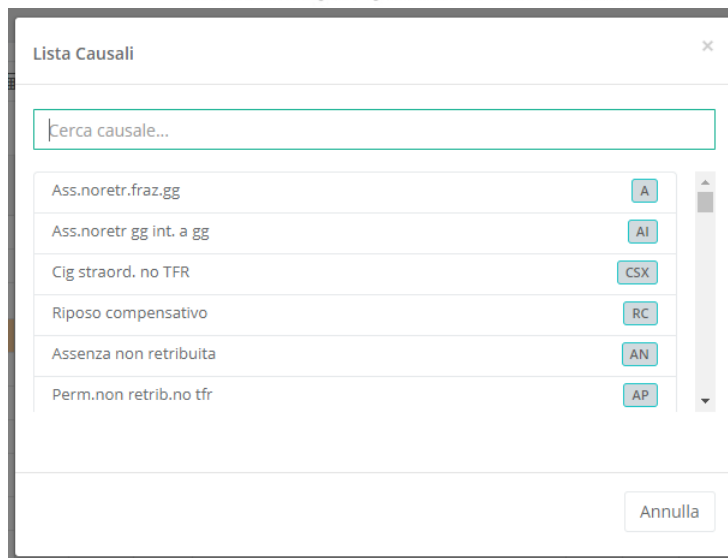 Lista Causali ×
Cerca causale...
Ass.noretr.fraz.gg A
Ass.noretr gg int. a gg AI
Cig straord. no TFR CSX
Riposo compensativo RC
Assenza non retribuita AN
Perm.non retrib.no tfr AP
Annulla